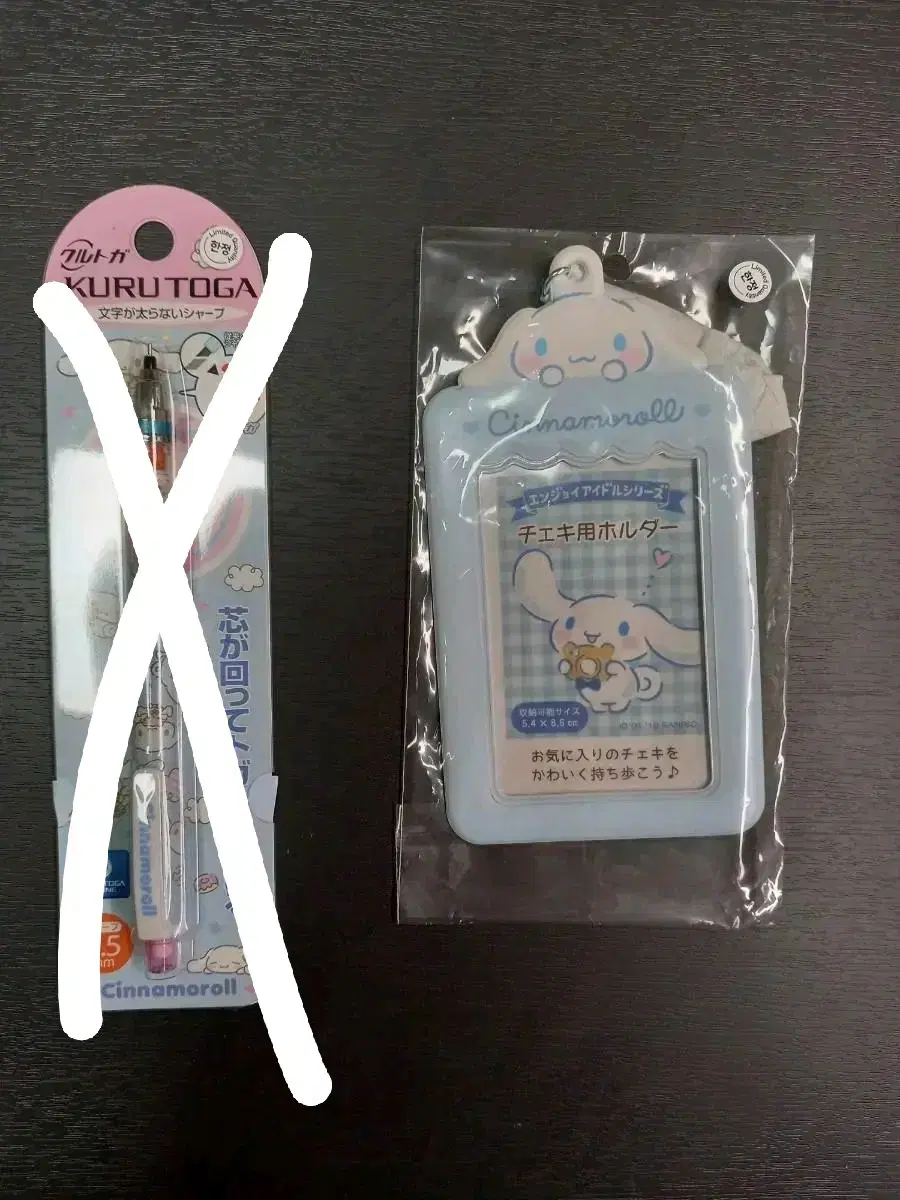 クルトガ
Limited Quantity
한정
KURU TOGA
文字が太らないシャープ
芯が回って、
Cinnamoroll
.5
mm
Cinnamoroll
Limited Quantity
한정
Cinnamoroll
エンジョイアイドルシリーズ
チェキ用ホルダー
収納可能サイズ
5.4 × 8.6 cm
お気に入りのチェキを
かわいく持ち歩こう♪